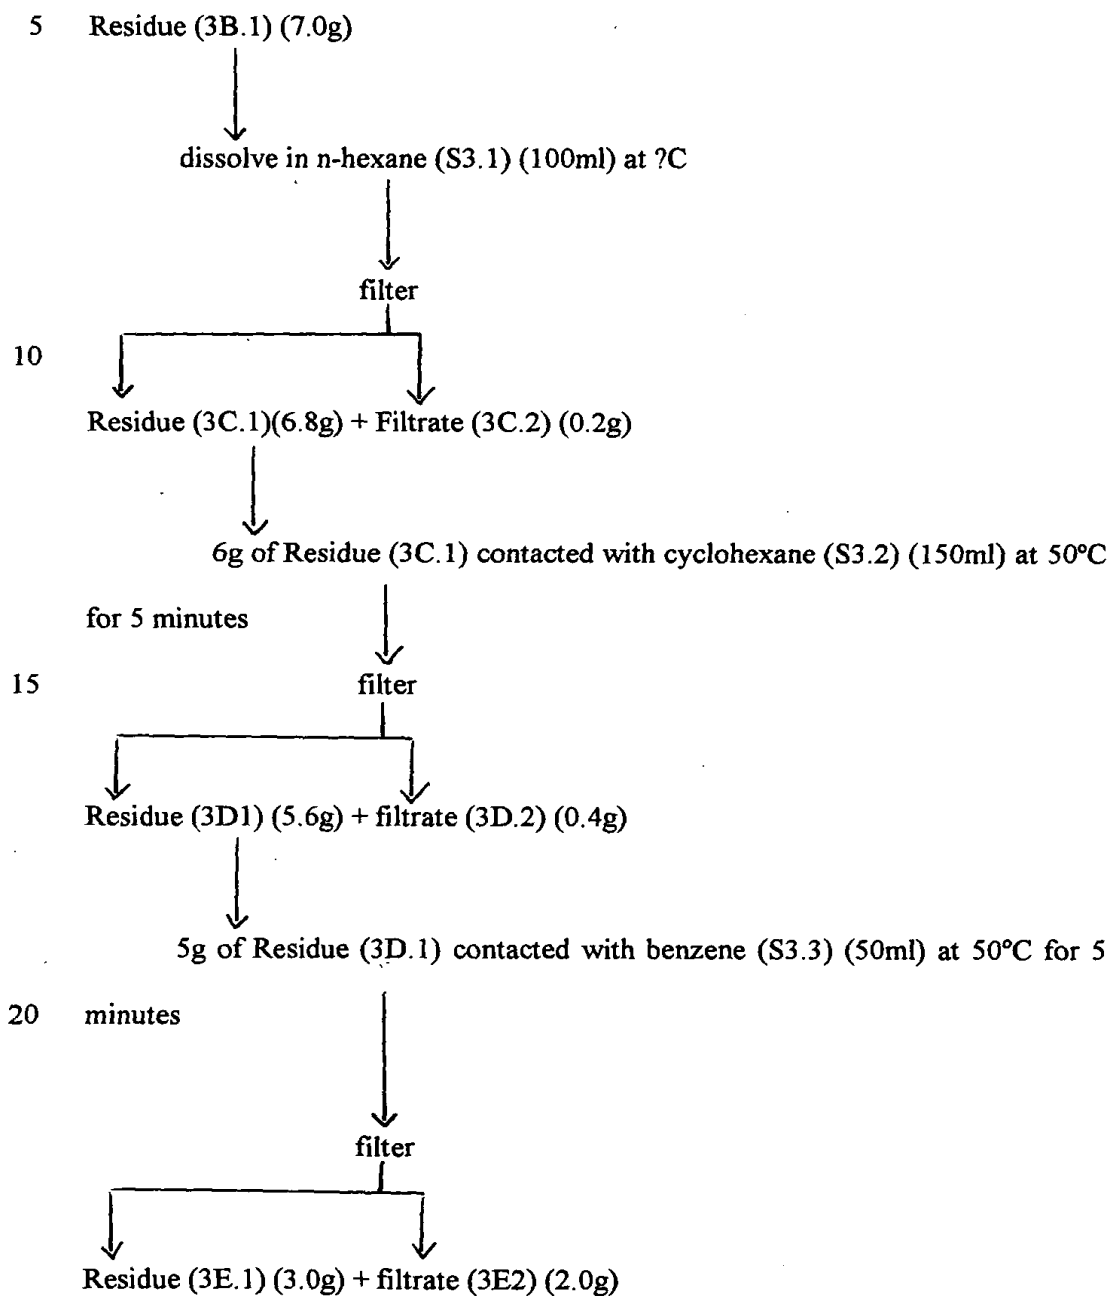 5 Residue (3B.1) (7.0g)
dissolve in n-hexane (S3.1) (100ml) at ?C
filter
10
Residue (3C.1)(6.8g) + Filtrate (3C.2) (0.2g)
6g of Residue (3C.1) contacted with cyclohexane (S3.2) (150ml) at 50°C
for 5 minutes
15 filter
Residue (3D1) (5.6g) + filtrate (3D.2) (0.4g)
5g of Residue (3D.1) contacted with benzene (S3.3) (50ml) at 50°C for 5
20 minutes
filter
Residue (3E.1) (3.0g) + filtrate (3E2) (2.0g)